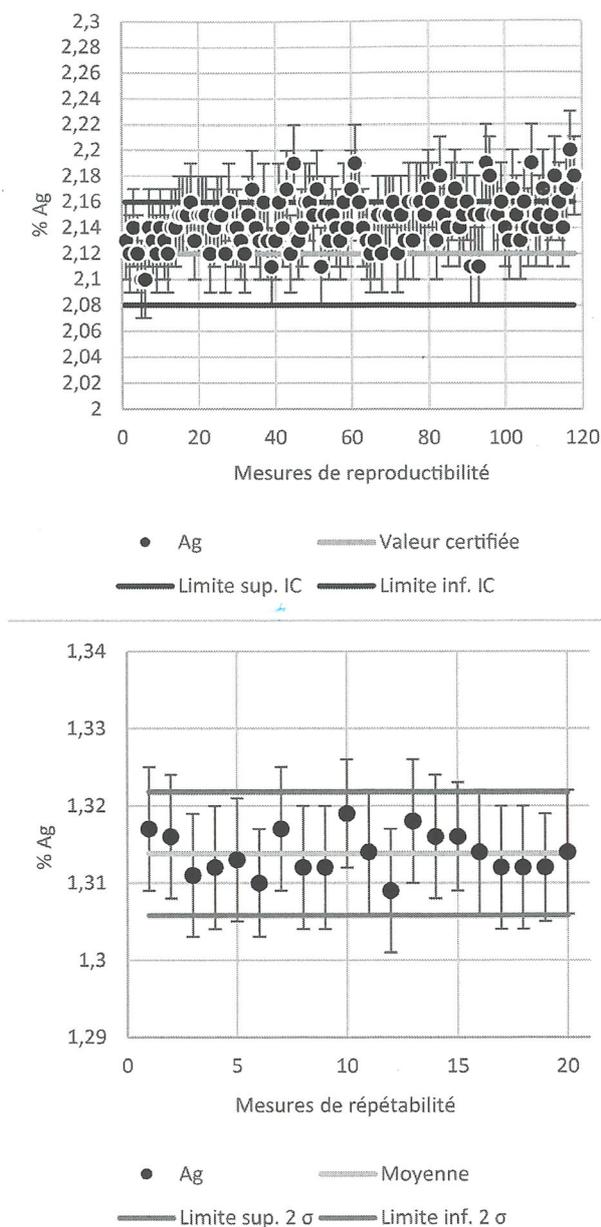 2,3
2,28
2,26
2,24
2,22
2,2
2,18
2,16
2,14
2,12
2,1
2,08
2,06
2,04
2,02
2
% Ag
0 20 40 60 80 100 120
Mesures de reproductibilité
Ag Valeur certifiée
Limite sup. IC Limite inf. IC
1,34
1,33
1,32
1,31
1,3
1,29
% Ag
0 5 10 15 20
Mesures de répétabilité
Ag Moyenne
Limite sup. 2 σ Limite inf. 2 σ